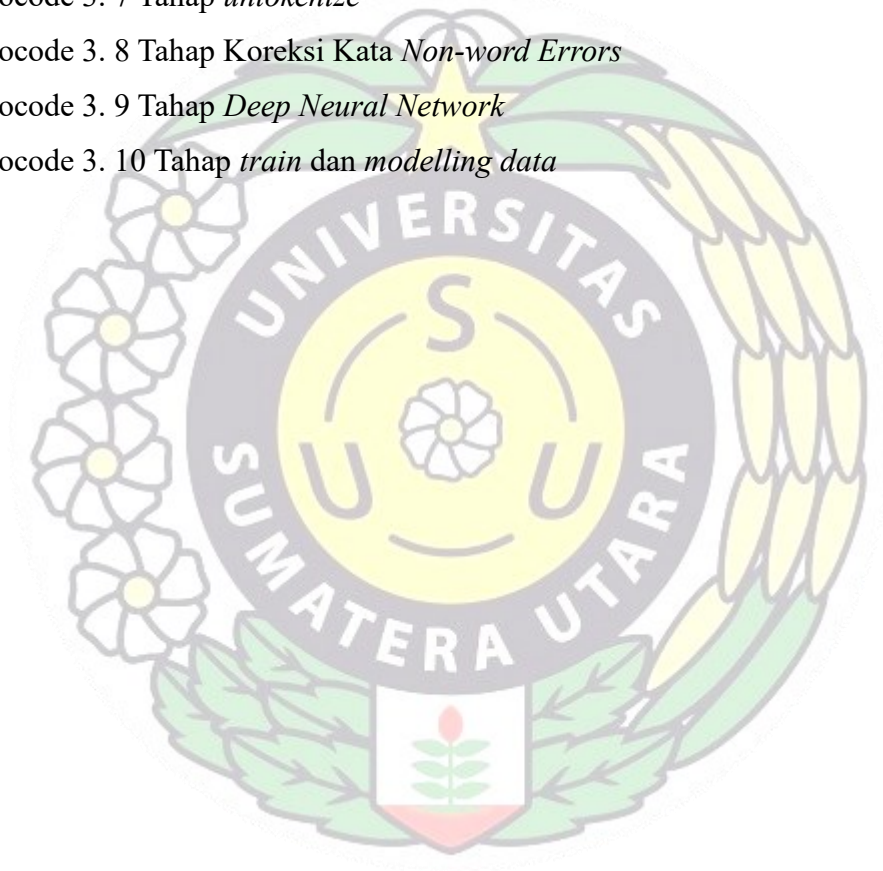 ocode 3. 7 Tahap untokenize
ocode 3. 8 Tahap Koreksi Kata Non-word Errors
ocode 3. 9 Tahap Deep Neural Network
ocode 3. 10 Tahap train dan modelling data
UNIVERSITAS
S
U U
SUMATERA UTARA